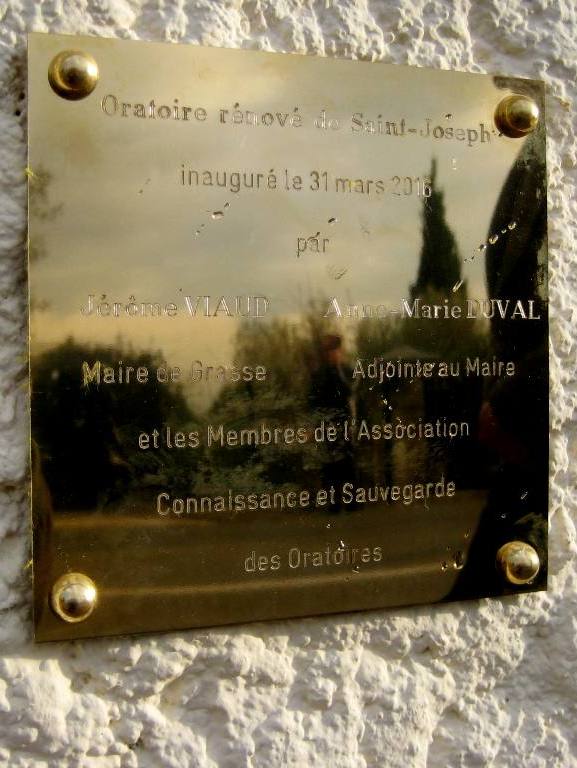 Oratoire rénové de Saint-Joseph
inauguré le 31 mars 2016
par
Jérôme VIAUD Anne-Marie DUVAL
Maire de Grasse Adjointe au Maire
et les Membres de l'Association
Connaissance et Sauvegarde
des Oratoires